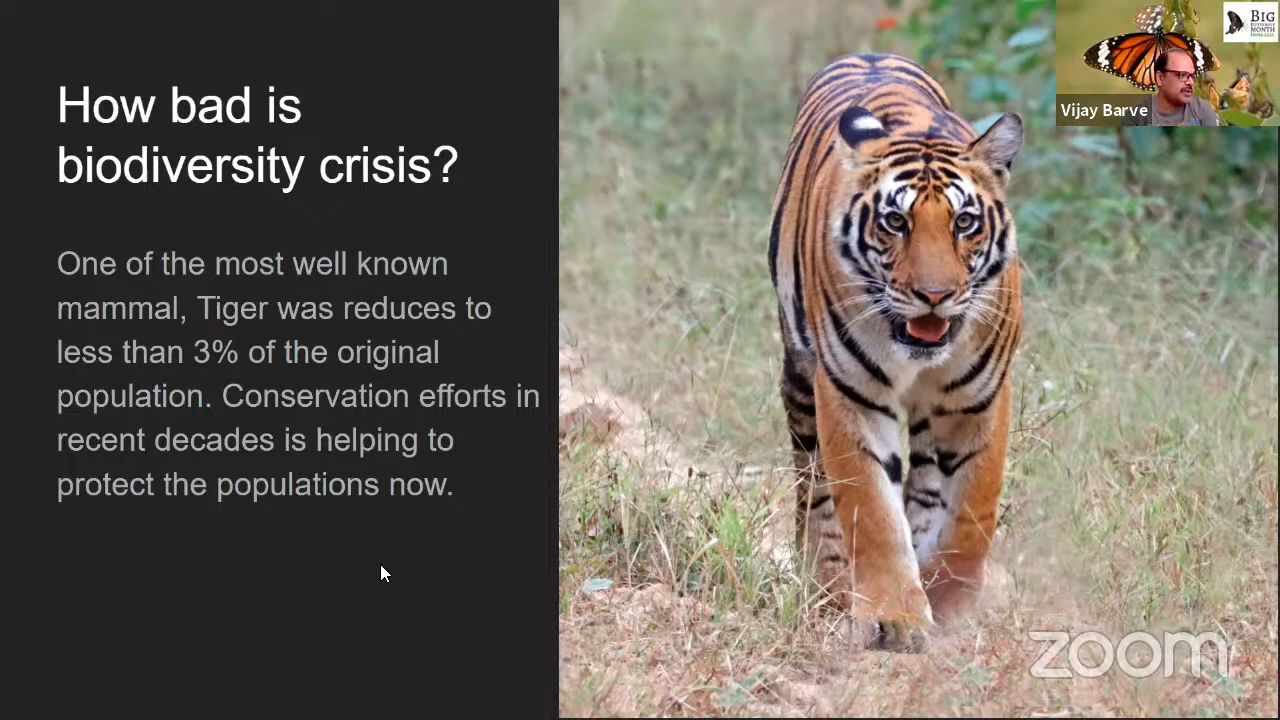 How bad is
biodiversity crisis?
One of the most well known
mammal, Tiger was reduces to
less than 3% of the original
population. Conservation efforts in
recent decades is helping to
protect the populations now.
Vijay Barve
BIG
BUTTERFLY
MONTH
zoom